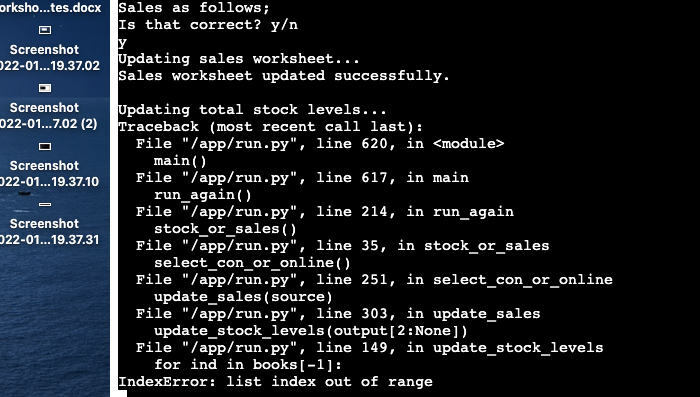 orksho...tes.docx
Screenshot
022-01...19.37.02
Screenshot
022-01...7.02 (2)
Screenshot
022-01...19.37.10
Screenshot
022-01...19.37.31
Sales as follows;
Is that correct? y/n
y
Updating sales worksheet...
Sales worksheet updated successfully.
Updating total stock levels...
Traceback (most recent call last):
File "/app/run.py", line 620, in <module>
main()
File "/app/run.py", line 617, in main
run_again()
File "/app/run.py", line 214, in run_again
stock_or_sales()
File "/app/run.py", line 35, in stock_or_sales
select_con_or_online()
File "/app/run.py", line 251, in select_con_or_online
update_sales(source)
File "/app/run.py", line 303, in update_sales
update_stock_levels(output[2:None])
File "/app/run.py", line 149, in update_stock_levels
for ind in books[-1]:
IndexError: list index out of range